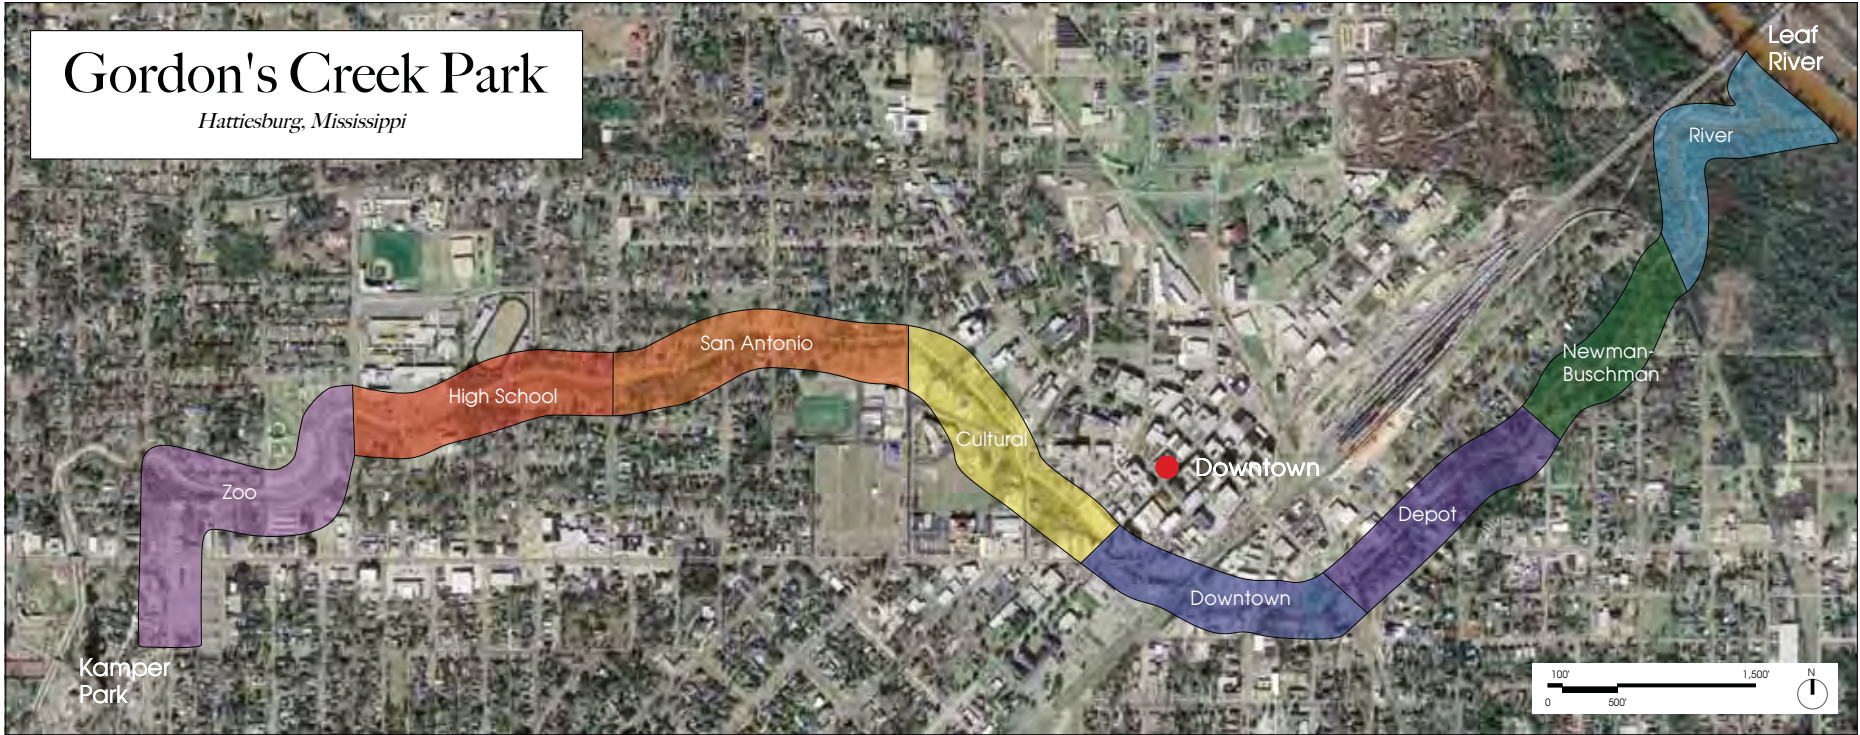 Gordon's Creek Park
Hattiesburg, Mississippi
Leaf
River
River
San Antonio
Newman-
Buschman
High School
Cultural
Downtown
Zoo
Depot
Downtown
Kamper
Park
100'
1,500'
N
0
500'